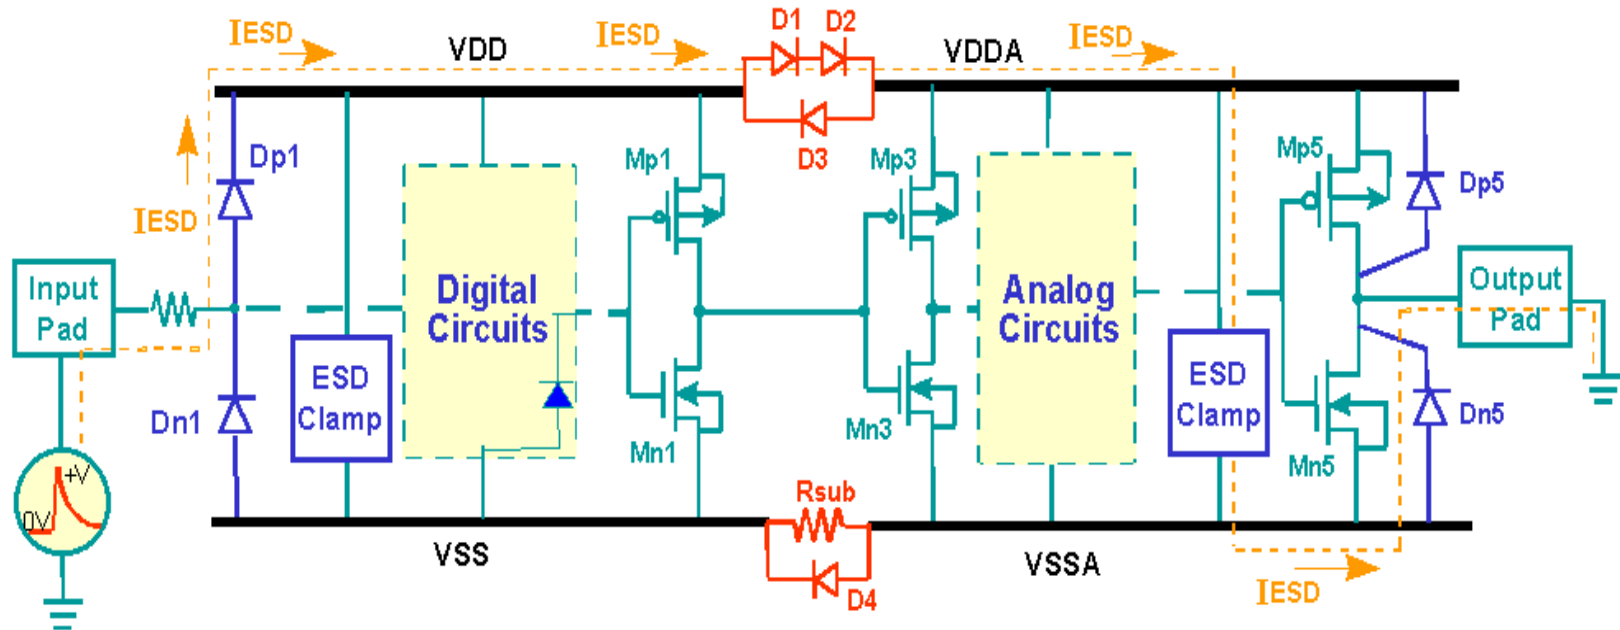 D1 D2
IESD IESD IESD
VDD VDDA
D3
Dp1 Mp1 Mp3 Mp5
Dp5
IESD
Input
Pad
Digital
Circuits
Analog
Circuits
Output
Pad
ESD
Clamp
ESD
Clamp
Dn1 Mn1 Mn3 Mn5 Dn5
+V
0V
Rsub
VSS VSSA
D4
IESD